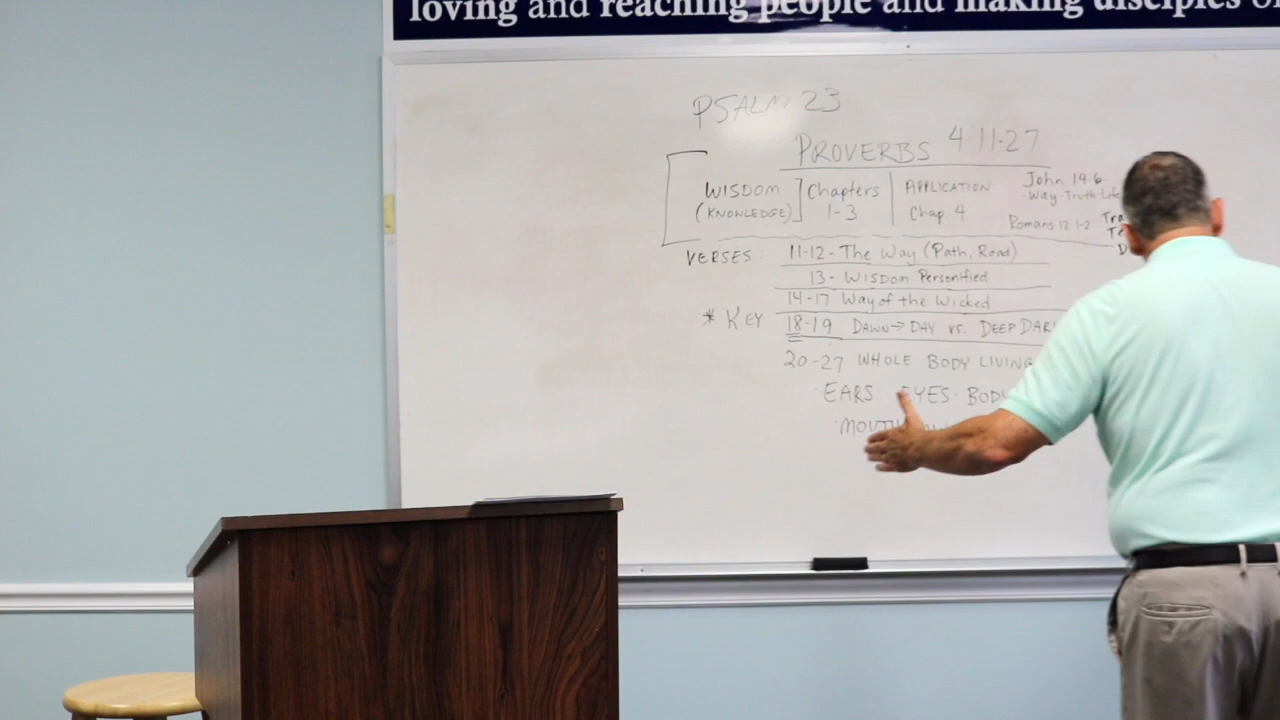 loving and reaching people and making disciples
PSALM 23
PROVERBS 4:11-27
WISDOM (KNOWLEDGE)
Chapters 1-3
APPLICATION Chap. 4
John 14:6
Way-Truth-Life
Romans 12:1-2
VERSES: 11-12- The Way (Path, Road)
13- WISDOM Personified
14-17 Way of the Wicked
* KEY 18-19 DAWN→DAY VS. DEEP DAR
20-27 WHOLE BODY LIVING
EARS EYES BODY
MOUTH